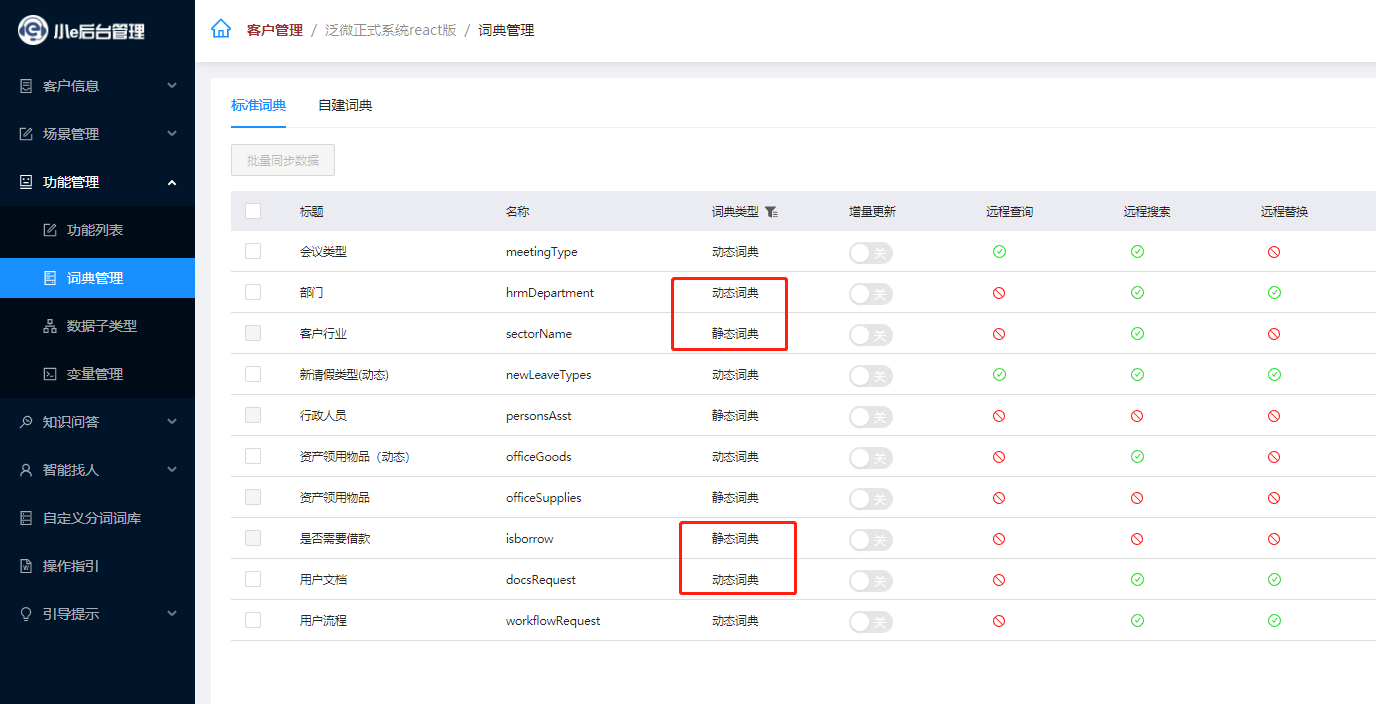 小e后台管理
客户管理 / 泛微正式系统react版 / 词典管理
客户信息
场景管理
功能管理
功能列表
词典管理
数据子类型
变量管理
知识问答
智能找人
自定义分词词库
操作指引
引导提示
标准词典 自建词典
批量同步数据
标题 名称 词典类型 增量更新 远程查询 远程搜索 远程替换
会议类型 meetingType 动态词典 关
部门 hrmDepartment 动态词典 关
客户行业 sectorName 静态词典 关
新请假类型(动态) newLeaveTypes 动态词典 关
行政人员 personsAsst 静态词典 关
资产领用物品（动态） officeGoods 动态词典 关
资产领用物品 officeSupplies 静态词典 关
是否需要借款 isborrow 静态词典 关
用户文档 docsRequest 动态词典 关
用户流程 workflowRequest 动态词典 关